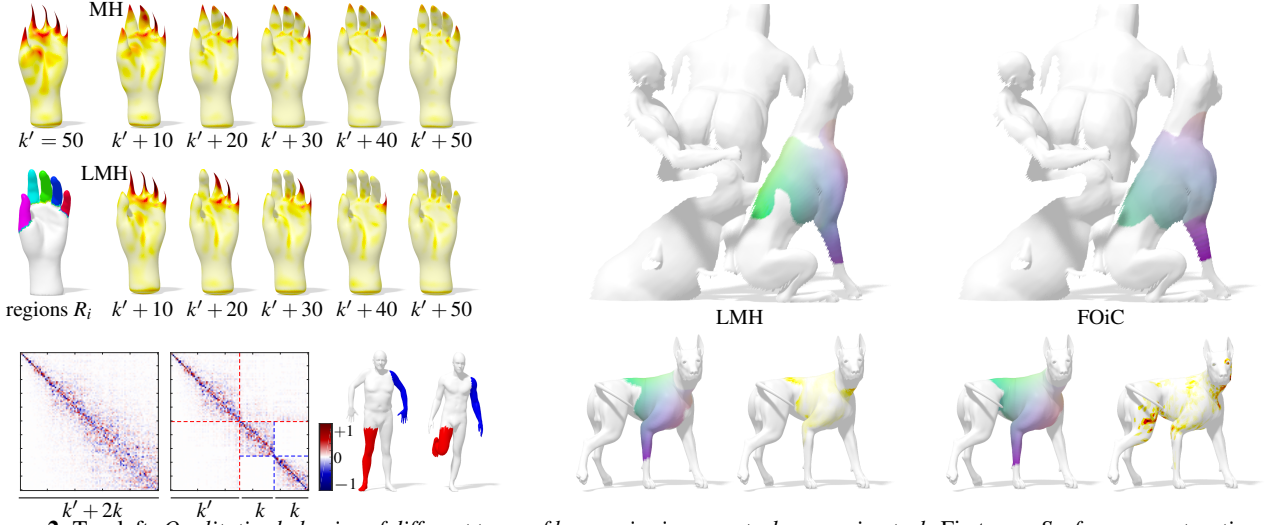 MH
k′ = 50 k′ + 10 k′ + 20 k′ + 30 k′ + 40 k′ + 50
LMH
regions Rᵢ k′ + 10 k′ + 20 k′ + 30 k′ + 40 k′ + 50
+1
0
−1
k′ + 2k k′ k k
LMH FOiC